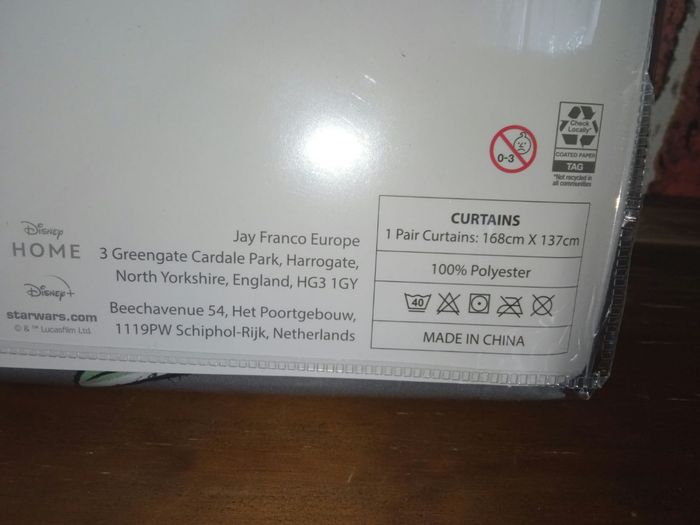 Check
Locally*
COATED PAPER
TAG
*Not recycled in
all communities
0-3
Disney
HOME
Disney+
starwars.com
© & ™ Lucasfilm Ltd.
Jay Franco Europe
3 Greengate Cardale Park, Harrogate,
North Yorkshire, England, HG3 1GY
Beechavenue 54, Het Poortgebouw,
1119PW Schiphol-Rijk, Netherlands
CURTAINS
1 Pair Curtains: 168cm X 137cm
100% Polyester
40
MADE IN CHINA